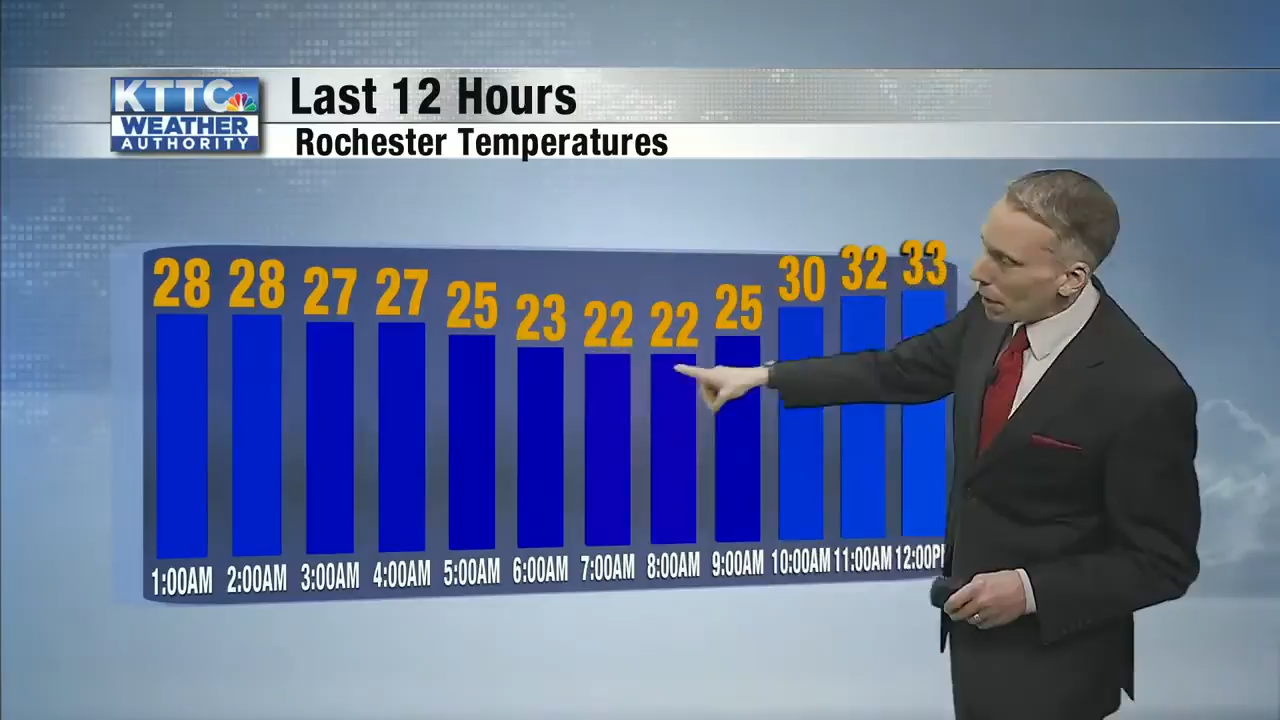 KTTC
WEATHER
AUTHORITY
Last 12 Hours
Rochester Temperatures
28 28 27 27 25 23 22 22 25 30 32 33
1:00AM 2:00AM 3:00AM 4:00AM 5:00AM 6:00AM 7:00AM 8:00AM 9:00AM 10:00AM 11:00AM 12:00P